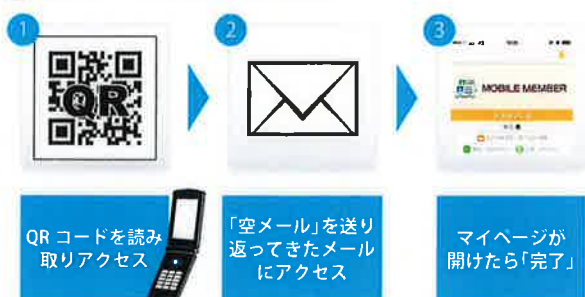 1
2
3
QR
MOBILE MEMBER
QR コードを読み
取りアクセス
「空メール」を送り
返ってきたメール
にアクセス
マイページが
開けたら「完了」